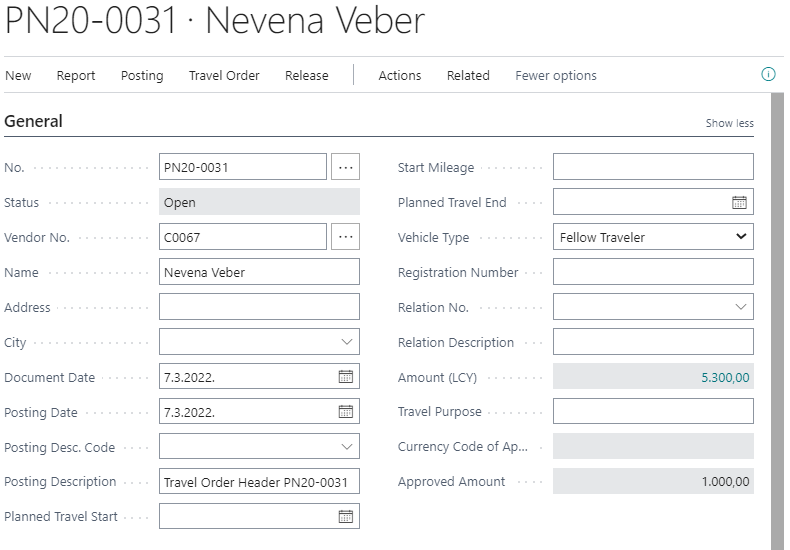 PN20-0031 · Nevena Veber
New Report Posting Travel Order Release Actions Related Fewer options
General
Show less
No. PN20-0031
Status Open
Vendor No. C0067
Name Nevena Veber
Address
City
Document Date 7.3.2022.
Posting Date 7.3.2022.
Posting Desc. Code
Posting Description Travel Order Header PN20-0031
Planned Travel Start
Start Mileage
Planned Travel End
Vehicle Type Fellow Traveler
Registration Number
Relation No.
Relation Description
Amount (LCY) 5.300,00
Travel Purpose
Currency Code of Ap...
Approved Amount 1.000,00